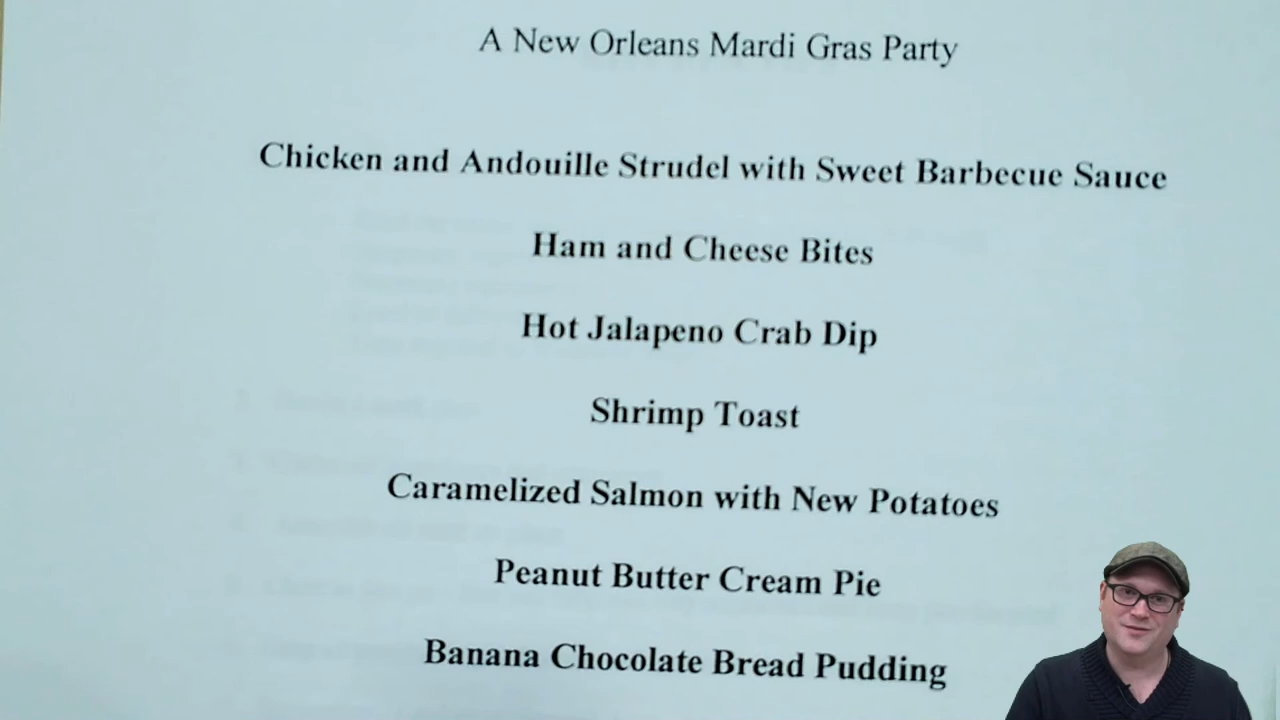 A New Orleans Mardi Gras Party
Chicken and Andouille Strudel with Sweet Barbecue Sauce
Ham and Cheese Bites
Hot Jalapeno Crab Dip
Shrimp Toast
Caramelized Salmon with New Potatoes
Peanut Butter Cream Pie
Banana Chocolate Bread Pudding